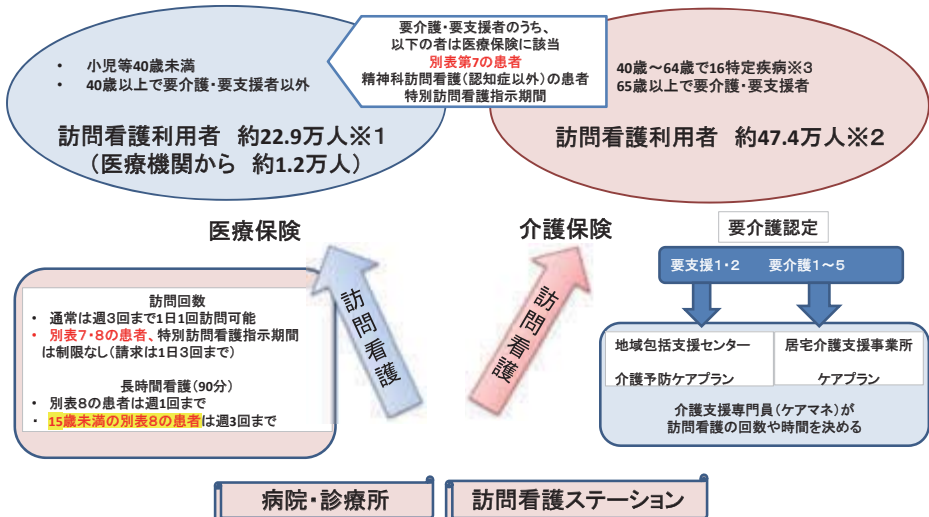 要介護・要支援者のうち、
以下の者は医療保険に該当
別表第7の患者
精神科訪問看護(認知症以外)の患者
特別訪問看護指示期間
・ 小児等40歳未満
・ 40歳以上で要介護・要支援者以外
訪問看護利用者 約22.9万人※1
(医療機関から 約1.2万人)
40歳~64歳で16特定疾病※3
65歳以上で要介護・要支援者
訪問看護利用者 約47.4万人※2
医療保険
介護保険
要介護認定
要支援1・2 要介護1~5
訪問看護
訪問看護
訪問回数
・ 通常は週3回まで1日1回訪問可能
・ 別表7・8の患者、特別訪問看護指示期間
は制限なし(請求は1日3回まで)
長時間看護(90分)
・ 別表8の患者は週1回まで
・ 15歳未満の別表8の患者は週3回まで
地域包括支援センター
介護予防ケアプラン
居宅介護支援事業所
ケアプラン
介護支援専門員(ケアマネ)が
訪問看護の回数や時間を決める
病院・診療所
訪問看護ステーション